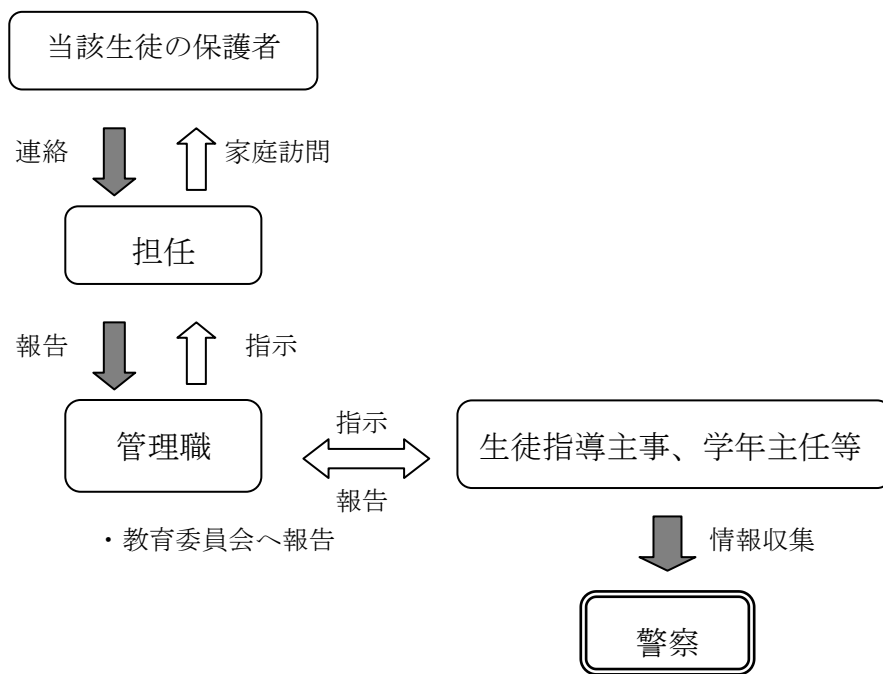 当該生徒の保護者
連絡
家庭訪問
担任
報告
指示
管理職
指示
報告
生徒指導主事、学年主任等
・教育委員会へ報告
情報収集
警察